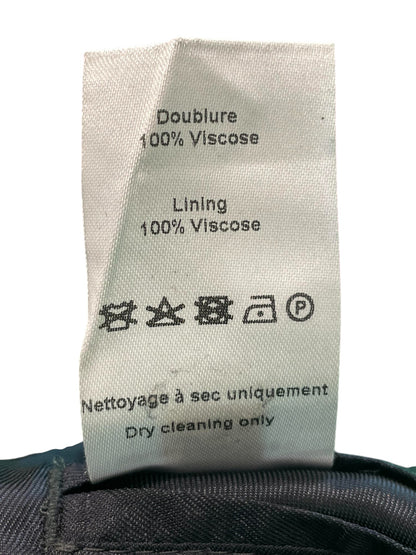 Doublure
100% Viscose
Lining
100% Viscose
P
Nettoyage à sec uniquement
Dry cleaning only